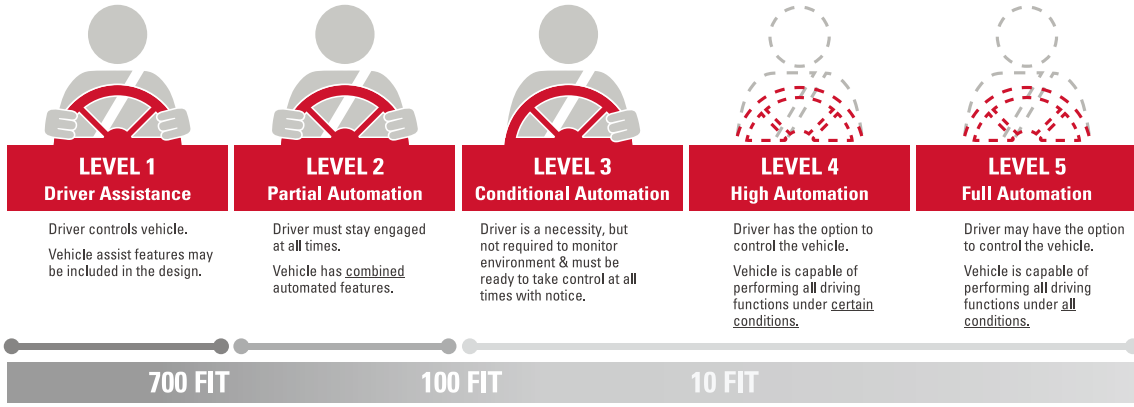 LEVEL 1
Driver Assistance
Driver controls vehicle.
Vehicle assist features may
be included in the design.
LEVEL 2
Partial Automation
Driver must stay engaged
at all times.
Vehicle has combined
automated features.
LEVEL 3
Conditional Automation
Driver is a necessity, but
not required to monitor
environment & must be
ready to take control at all
times with notice.
LEVEL 4
High Automation
Driver has the option to
control the vehicle.
Vehicle is capable of
performing all driving
functions under certain
conditions.
LEVEL 5
Full Automation
Driver may have the option
to control the vehicle.
Vehicle is capable of
performing all driving
functions under all
conditions.
700 FIT
100 FIT
10 FIT